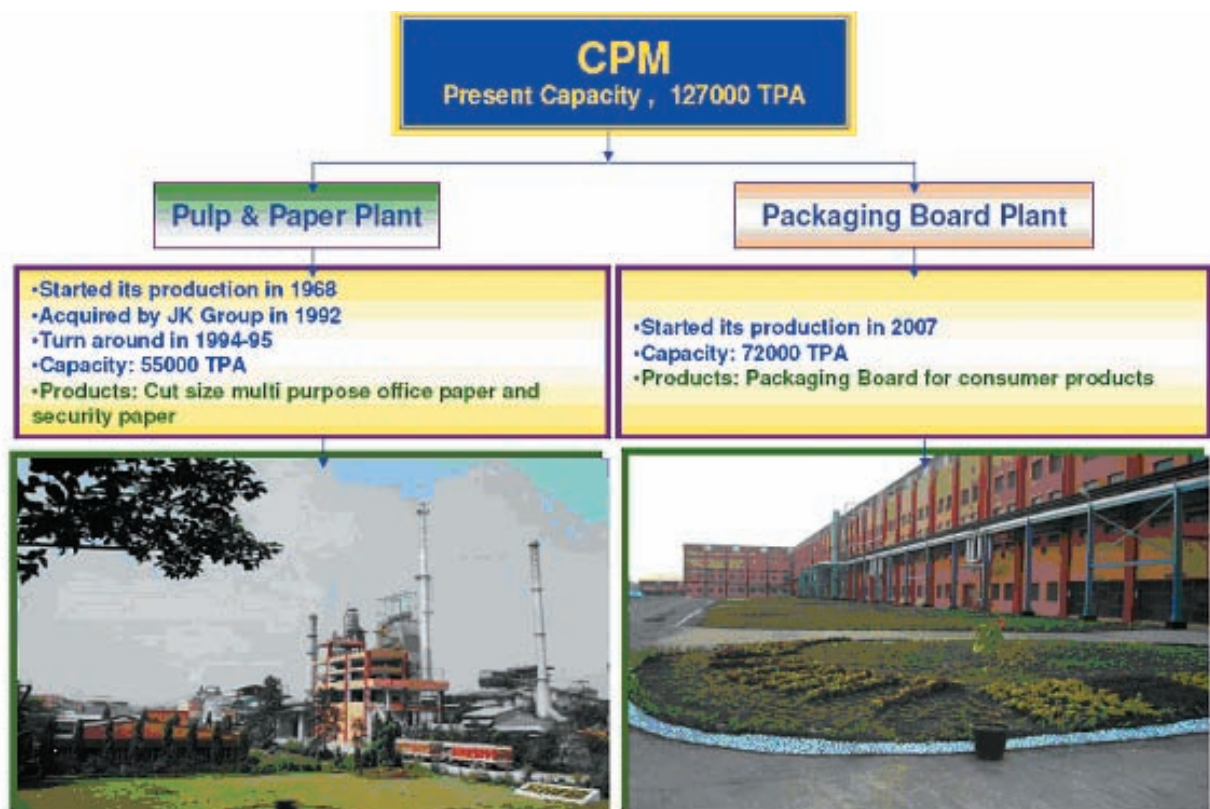 CPM
Present Capacity , 127000 TPA
Pulp & Paper Plant
•Started its production in 1968
•Acquired by JK Group in 1992
•Turn around in 1994-95
•Capacity: 55000 TPA
•Products: Cut size multi purpose office paper and
security paper
Packaging Board Plant
•Started its production in 2007
•Capacity: 72000 TPA
•Products: Packaging Board for consumer products